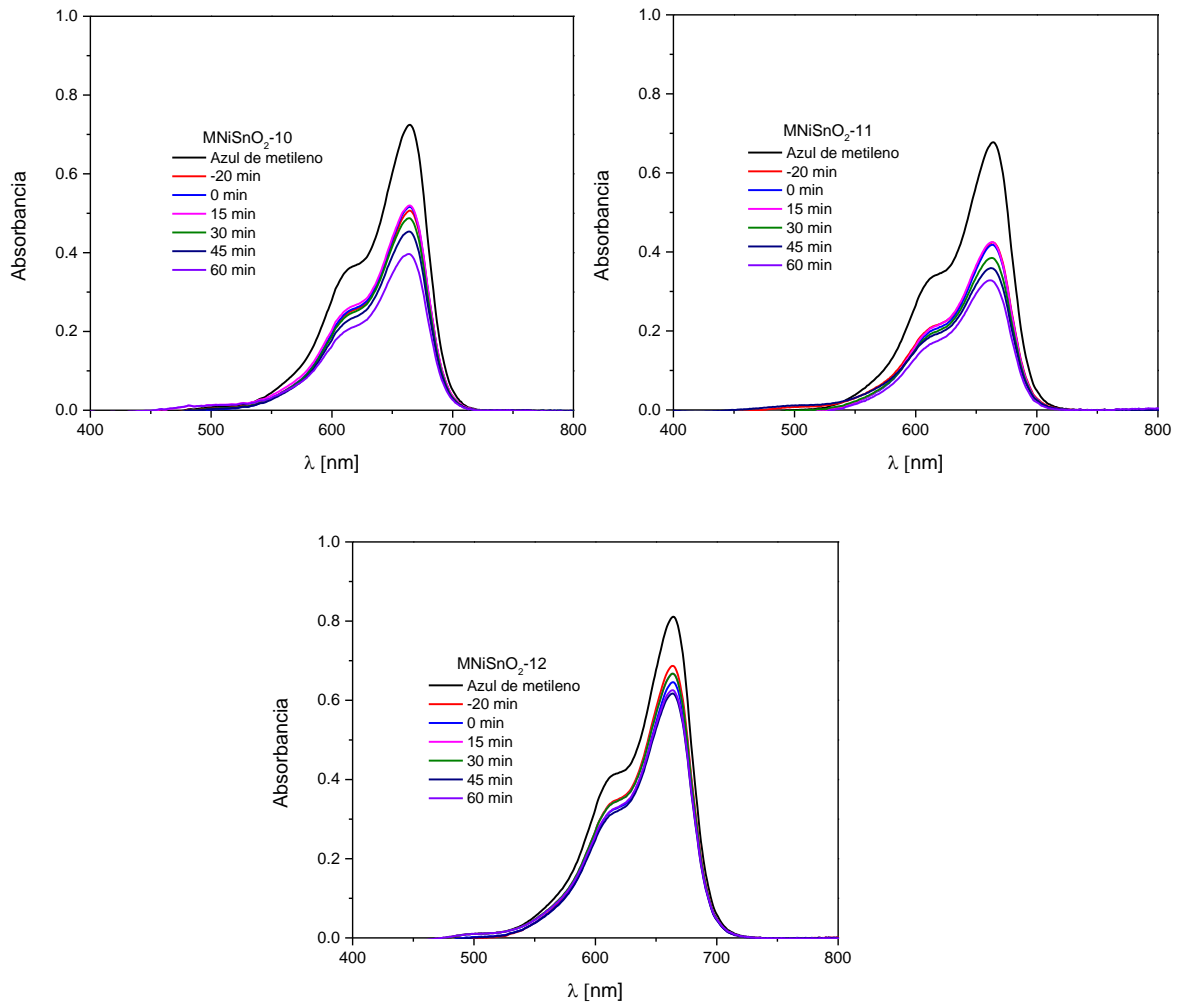 1.0
0.8
0.6
0.4
0.2
0.0
Absorbancia
MNiSnO2-10
Azul de metileno
-20 min
0 min
15 min
30 min
45 min
60 min
400 500 600 700 800
λ [nm]
1.0
0.8
0.6
0.4
0.2
0.0
Absorbancia
MNiSnO2-11
Azul de metileno
-20 min
0 min
15 min
30 min
45 min
60 min
400 500 600 700 800
λ [nm]
1.0
0.8
0.6
0.4
0.2
0.0
Absorbancia
MNiSnO2-12
Azul de metileno
-20 min
0 min
15 min
30 min
45 min
60 min
400 500 600 700 800
λ [nm]